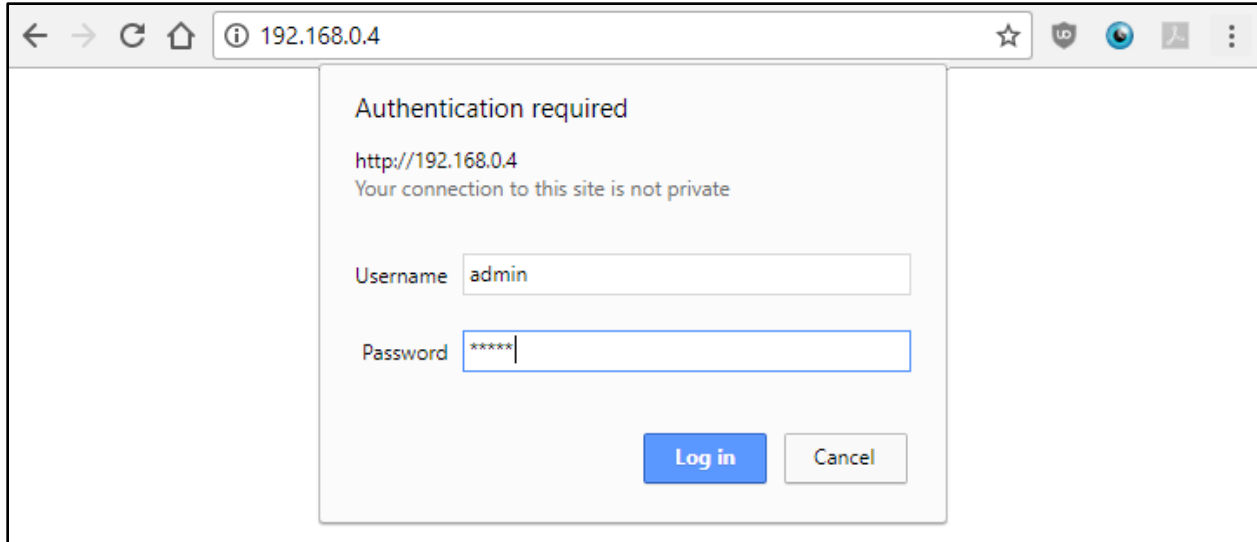 192.168.0.4
Authentication required
http://192.168.0.4
Your connection to this site is not private
Username admin
Password *****
Log in Cancel